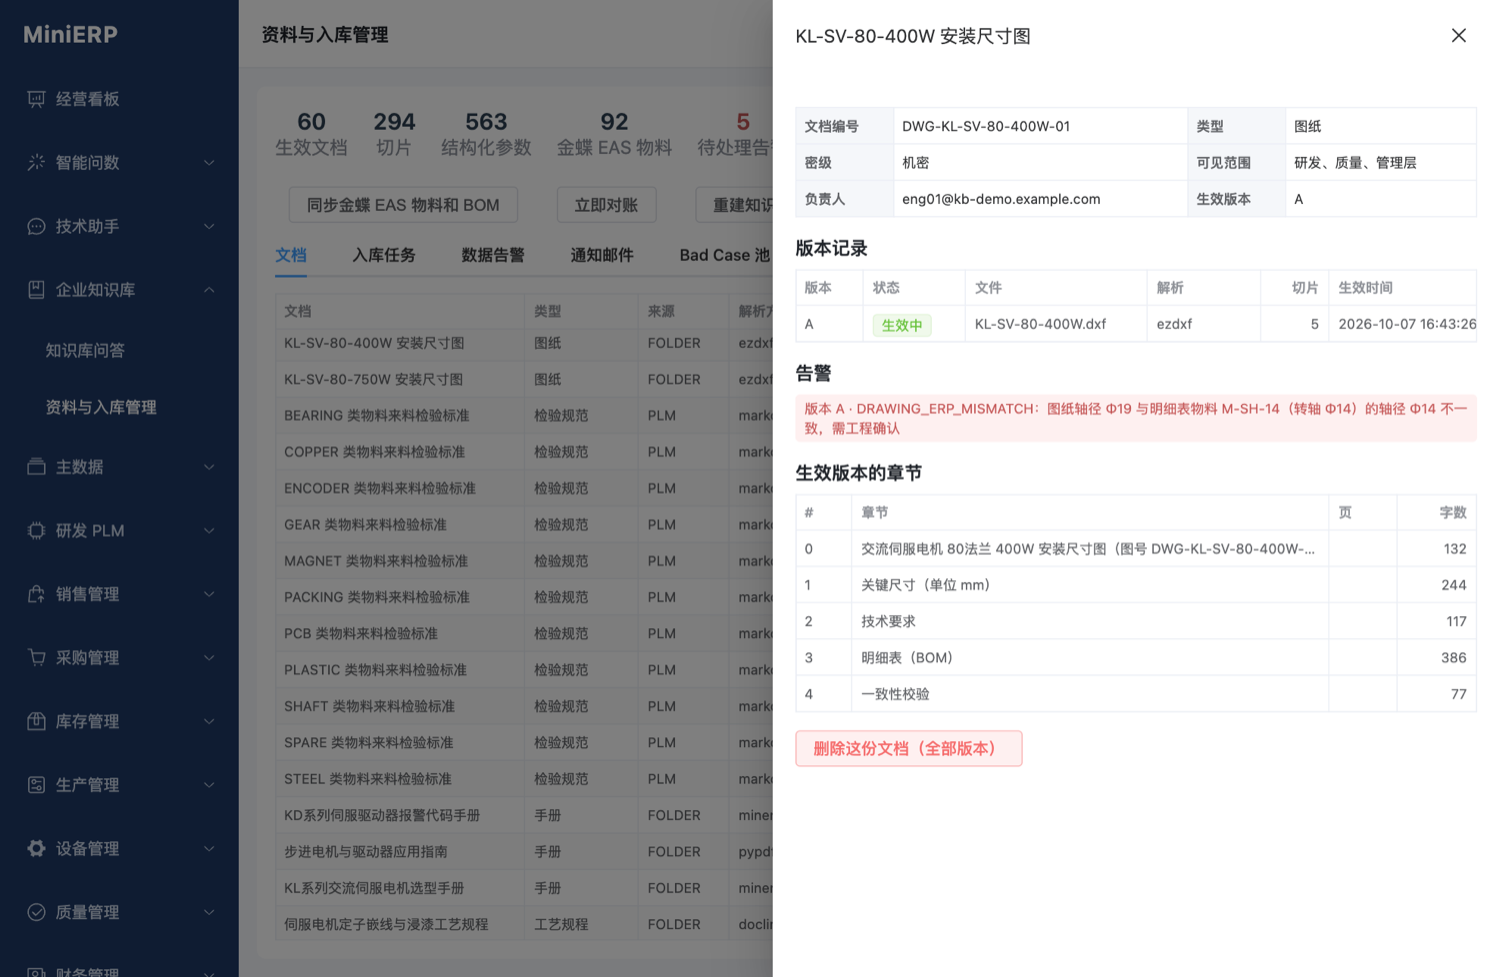 MiniERP
经营看板
智能问数
技术助手
企业知识库
知识库问答
资料与入库管理
主数据
研发 PLM
销售管理
采购管理
库存管理
生产管理
设备管理
质量管理
财务管理
资料与入库管理
60 294 563 92 5
生效文档 切片 结构化参数 金蝶 EAS 物料 待处理告
同步金蝶 EAS 物料和 BOM 立即对账 重建知
文档 入库任务 数据告警 通知邮件 Bad Case 池
文档 类型 来源 解析
KL-SV-80-400W 安装尺寸图 图纸 FOLDER ezdxf
KL-SV-80-750W 安装尺寸图 图纸 FOLDER ezdxf
BEARING 类物料来料检验标准 检验规范 PLM mark
COPPER 类物料来料检验标准 检验规范 PLM mark
ENCODER 类物料来料检验标准 检验规范 PLM mark
GEAR 类物料来料检验标准 检验规范 PLM mark
MAGNET 类物料来料检验标准 检验规范 PLM mark
PACKING 类物料来料检验标准 检验规范 PLM mark
PCB 类物料来料检验标准 检验规范 PLM mark
PLASTIC 类物料来料检验标准 检验规范 PLM mark
SHAFT 类物料来料检验标准 检验规范 PLM mark
SPARE 类物料来料检验标准 检验规范 PLM mark
STEEL 类物料来料检验标准 检验规范 PLM mark
KD系列伺服驱动器报警代码手册 手册 FOLDER miner
步进电机与驱动器应用指南 手册 FOLDER pypdf
KL系列交流伺服电机选型手册 手册 FOLDER miner
伺服电机定子嵌线与浸漆工艺规程 工艺规程 FOLDER doclin
KL-SV-80-400W 安装尺寸图
文档编号 DWG-KL-SV-80-400W-01 类型 图纸
密级 机密 可见范围 研发、质量、管理层
负责人 eng01@kb-demo.example.com 生效版本 A
版本记录
版本 状态 文件 解析 切片 生效时间
A 生效中 KL-SV-80-400W.dxf ezdxf 5 2026-10-07 16:43:26
告警
版本 A · DRAWING_ERP_MISMATCH：图纸轴径 Φ19 与明细表物料 M-SH-14（转轴 Φ14）的轴径 Φ14 不一
致，需工程确认
生效版本的章节
# 章节 页 字数
0 交流伺服电机 80法兰 400W 安装尺寸图（图号 DWG-KL-SV-80-400W-... 132
1 关键尺寸（单位 mm） 244
2 技术要求 117
3 明细表（BOM） 386
4 一致性校验 77
删除这份文档（全部版本）